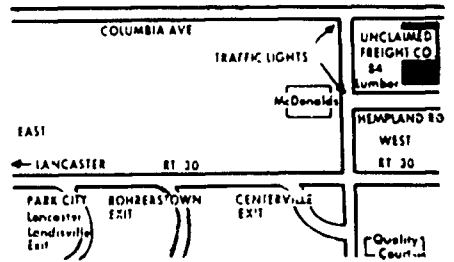 COLUMBIA AVE
UNCLAIMED
FREIGHT CO
84
Lumber
TRAFFIC LIGHTS
McDonalds
HEMPLAND RD
EAST
WEST
← LANCASTER
RT 30
RT 30
PARK CITY
Lancaster
Landisville
Exit
ROHRERSTOWN
EXIT
CENTERVILLE
EXIT
Quality
Court